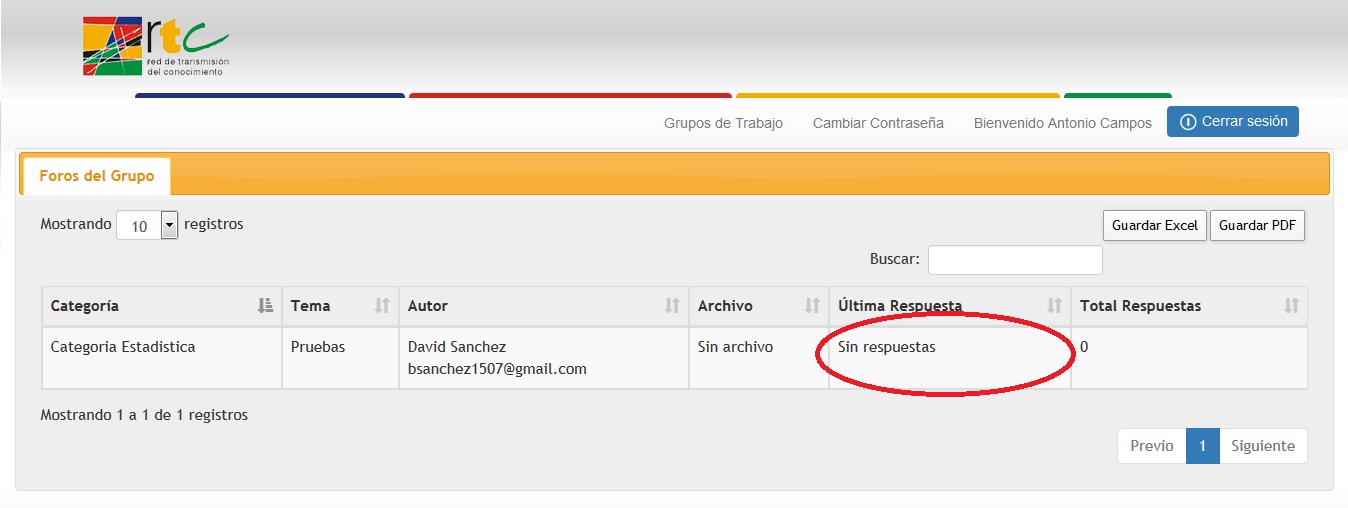 rtc
red de transmisión
del conocimiento
Grupos de Trabajo Cambiar Contraseña Bienvenido Antonio Campos Cerrar sesión
Foros del Grupo
Mostrando 10 registros Guardar Excel Guardar PDF
Buscar:
Categoría Tema Autor Archivo Última Respuesta Total Respuestas
Categoria Estadistica Pruebas David Sanchez Sin archivo Sin respuestas 0
bsanchez1507@gmail.com
Mostrando 1 a 1 de 1 registros
Previo 1 Siguiente